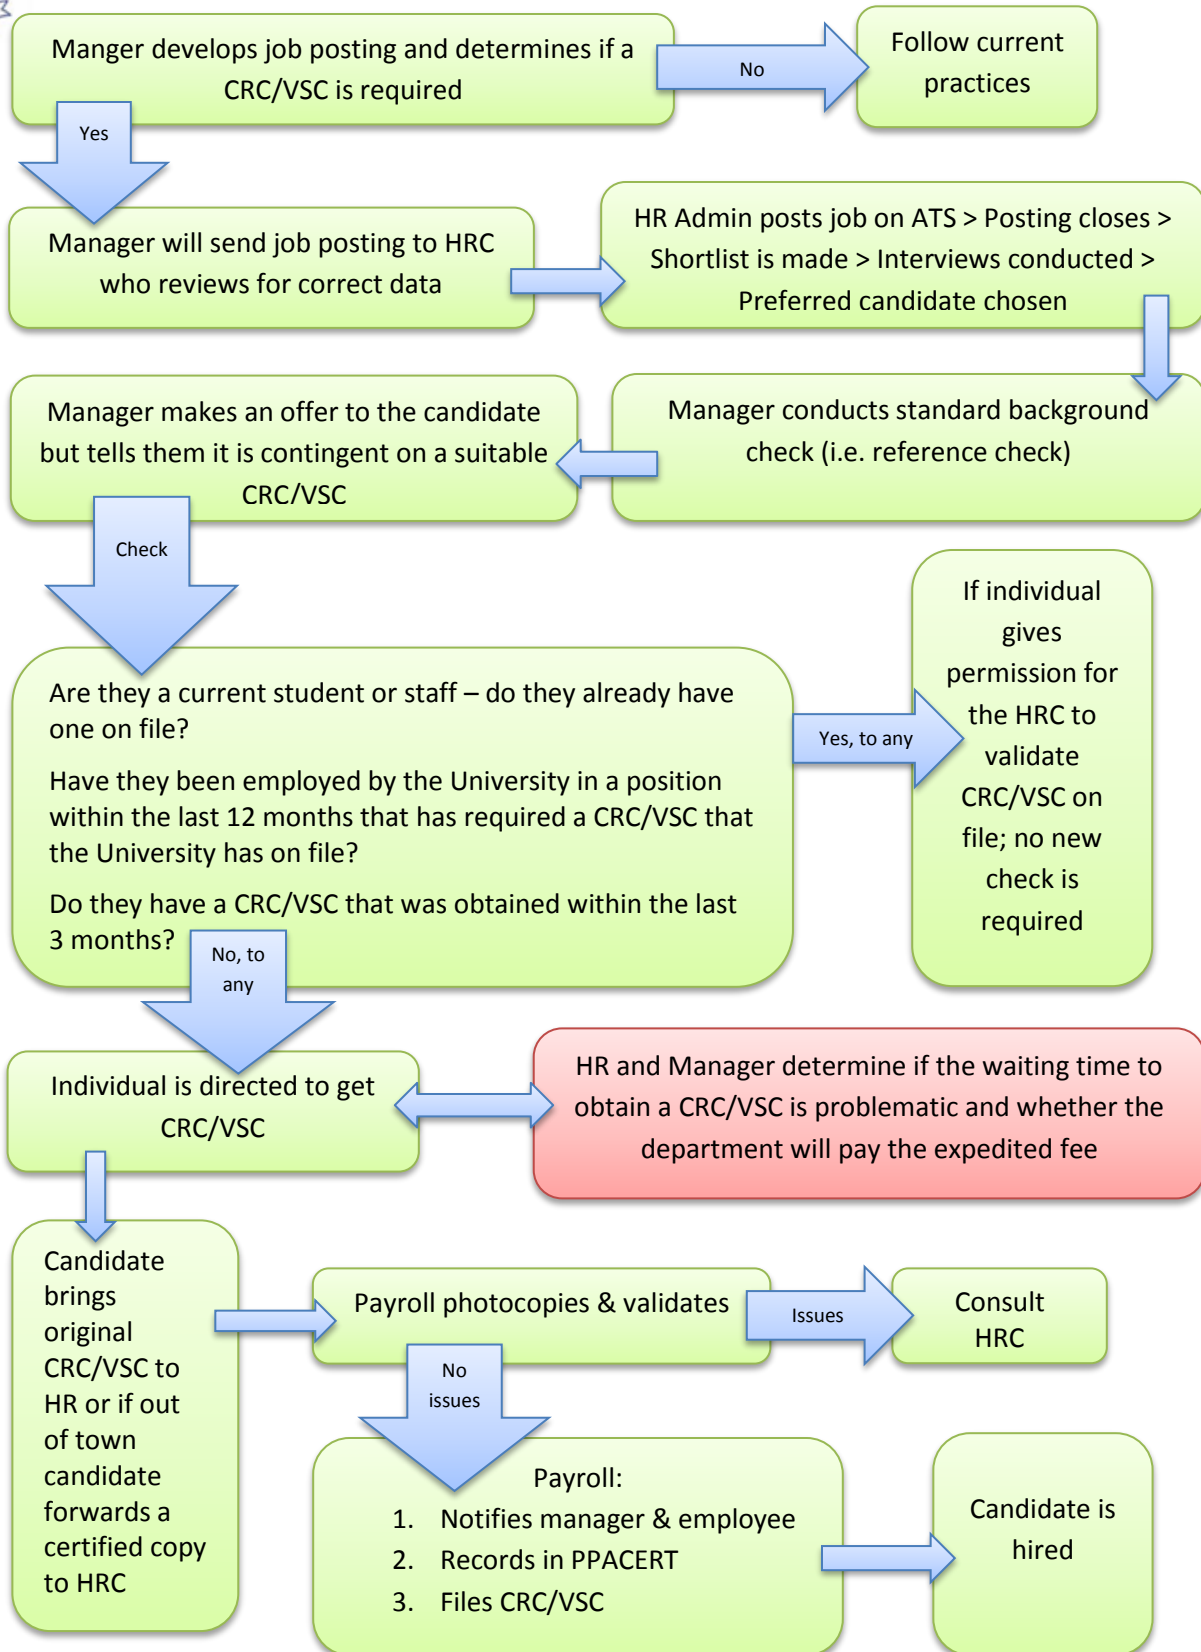 Manger develops job posting and determines if a
CRC/VSC is required
No
Follow current
practices
Yes
Manager will send job posting to HRC
who reviews for correct data
HR Admin posts job on ATS > Posting closes >
Shortlist is made > Interviews conducted >
Preferred candidate chosen
Manager conducts standard background
check (i.e. reference check)
Manager makes an offer to the candidate
but tells them it is contingent on a suitable
CRC/VSC
Check
Are they a current student or staff – do they already have
one on file?
Have they been employed by the University in a position
within the last 12 months that has required a CRC/VSC that
the University has on file?
Do they have a CRC/VSC that was obtained within the last
3 months?
Yes, to any
If individual
gives
permission for
the HRC to
validate
CRC/VSC on
file; no new
check is
required
No, to
any
Individual is directed to get
CRC/VSC
HR and Manager determine if the waiting time to
obtain a CRC/VSC is problematic and whether the
department will pay the expedited fee
Candidate
brings
original
CRC/VSC to
HR or if out
of town
candidate
forwards a
certified copy
to HRC
Payroll photocopies & validates
Issues
Consult
HRC
No
issues
Payroll:
1. Notifies manager & employee
2. Records in PPACERT
3. Files CRC/VSC
Candidate is
hired